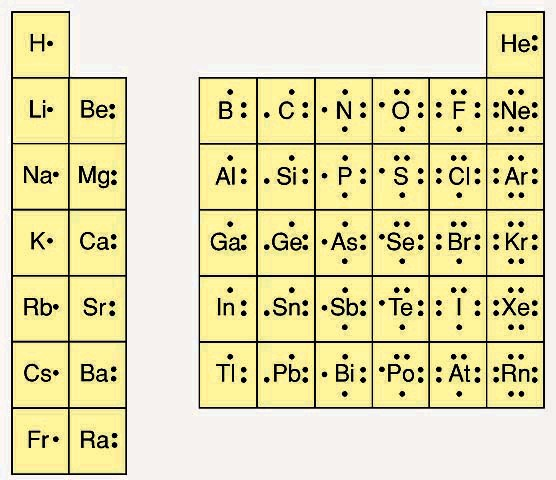 H He
Li Be B C N O F Ne
Na Mg Al Si P S Cl Ar
K Ca Ga Ge As Se Br Kr
Rb Sr In Sn Sb Te I Xe
Cs Ba Tl Pb Bi Po At Rn
Fr Ra